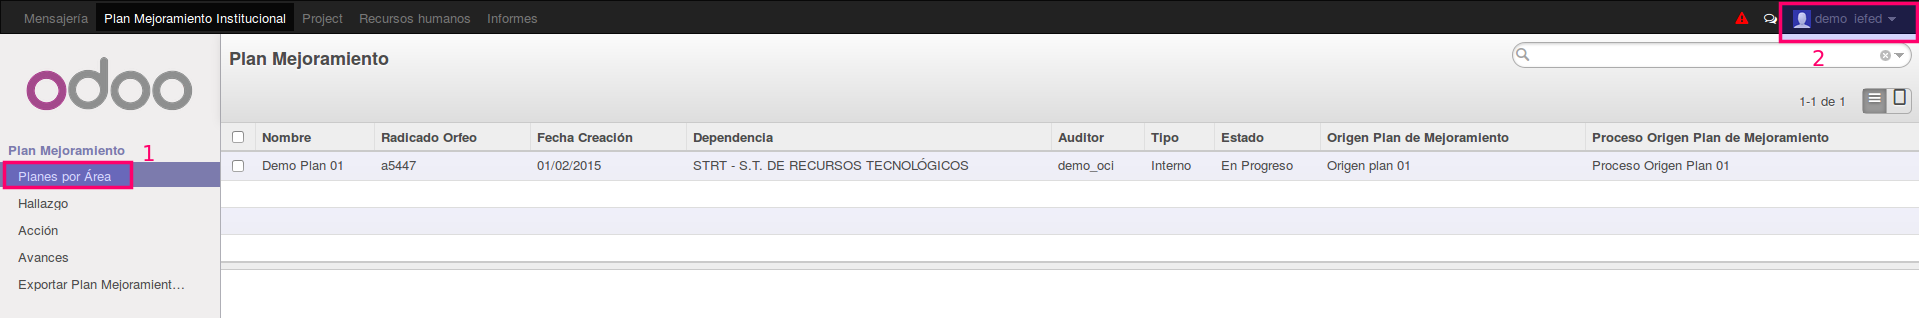 Mensajería Plan Mejoramiento Institucional Project Recursos humanos Informes demo iefed
odoo
Plan Mejoramiento
2
1-1 de 1
Plan Mejoramiento 1
Planes por Área
Hallazgo
Acción
Avances
Exportar Plan Mejoramient…
Nombre Radicado Orfeo Fecha Creación Dependencia Auditor Tipo Estado Origen Plan de Mejoramiento Proceso Origen Plan de Mejoramiento
Demo Plan 01 a5447 01/02/2015 STRT - S.T. DE RECURSOS TECNOLÓGICOS demo_oci Interno En Progreso Origen plan 01 Proceso Origen Plan 01